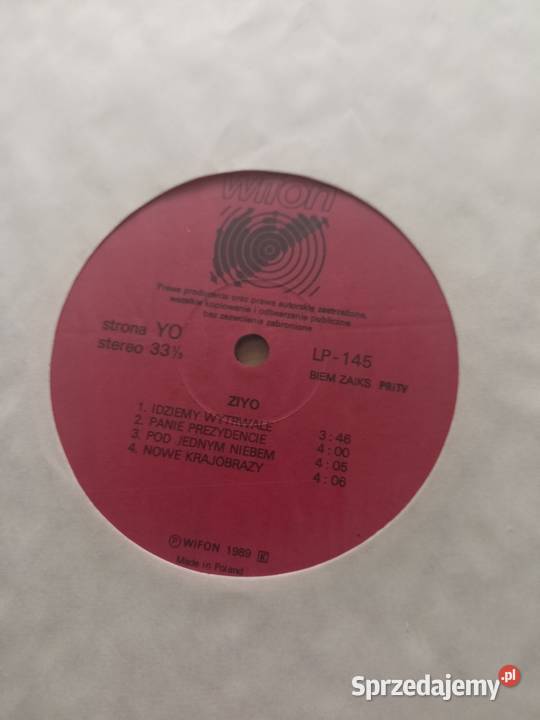 wifon
Prawa producenta oraz prawa autorskie zastrzeżone,
wszelkie kopiowanie i odtwarzanie publiczne
bez zezwolenia zabronione
strona YO
stereo 33⅓
LP-145
BIEM ZAIKS PRiTV
ZIYO
1. IDZIEMY WYTRWALE 3:46
2. PANIE PREZYDENCIE 4:00
3. POD JEDNYM NIEBEM 4:05
4. NOWE KRAJOBRAZY 4:06
Ⓟ WIFON 1989 K
Made in Poland
Sprzedajemy.pl